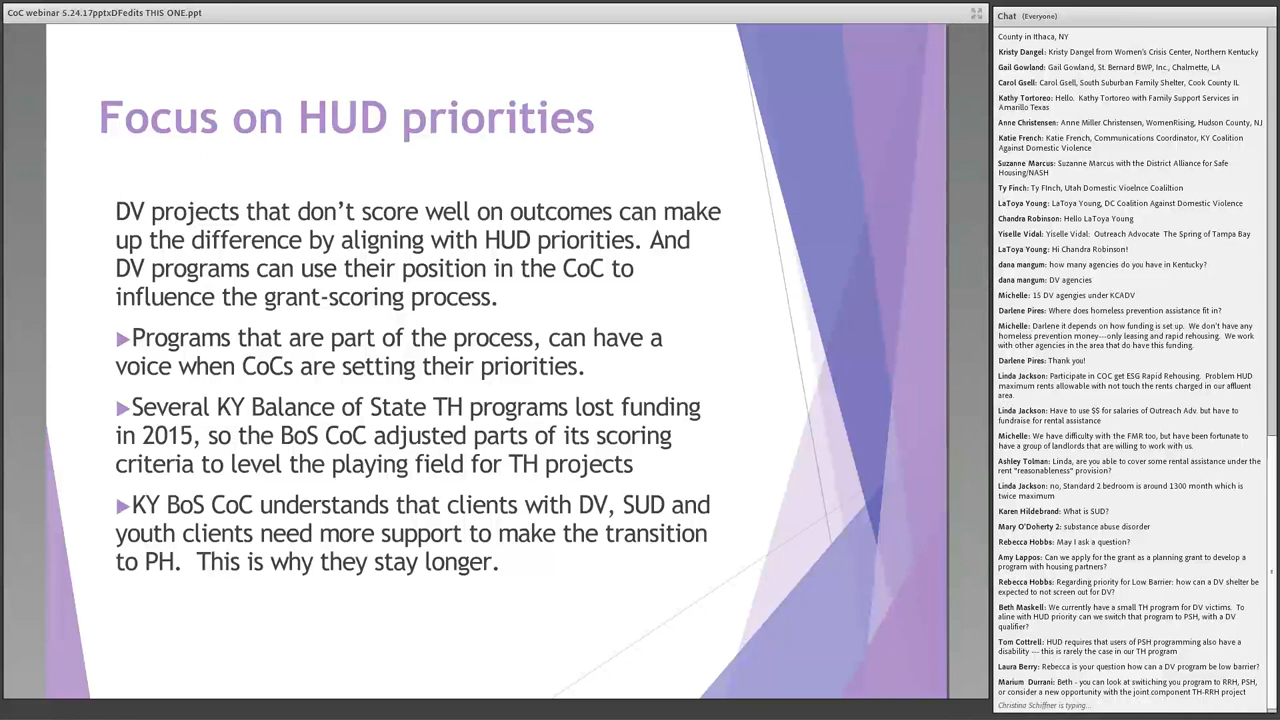 CoC webinar 5.24.17pptxDFedits THIS ONE.ppt
Focus on HUD priorities
DV projects that don't score well on outcomes can make
up the difference by aligning with HUD priorities. And
DV programs can use their position in the CoC to
influence the grant-scoring process.
Programs that are part of the process, can have a
voice when CoCs are setting their priorities.
Several KY Balance of State TH programs lost funding
in 2015, so the BoS CoC adjusted parts of its scoring
criteria to level the playing field for TH projects
KY BoS CoC understands that clients with DV, SUD and
youth clients need more support to make the transition
to PH.  This is why they stay longer.
Chat (Everyone)
County in Ithaca, NY
Kristy Dangel: Kristy Dangel from Women's Crisis Center, Northern Kentucky
Gail Gowland: Gail Gowland, St. Bernard BWP, Inc., Chalmette, LA
Carol Gsell: Carol Gsell, South Suburban Family Shelter, Cook County IL
Kathy Tortoreo: Hello.  Kathy Tortoreo with Family Support Services in
Amarillo Texas
Anne Christensen: Anne Miller Christensen, WomenRising, Hudson County, NJ
Katie French: Katie French, Communications Coordinator, KY Coalition
Against Domestic Violence
Suzanne Marcus: Suzanne Marcus with the District Alliance for Safe
Housing/NASH
Ty Finch: Ty FInch, Utah Domestic Vioelnce Coaliltion
LaToya Young: LaToya Young, DC Coalition Against Domestic Violence
Chandra Robinson: Hello LaToya Young
Yiselle Vidal: Yiselle Vidal:  Outreach Advocate  The Spring of Tampa Bay
LaToya Young: Hi Chandra Robinson!
dana mangum: how many agencies do you have in Kentucky?
dana mangum: DV agencies
Michelle: 15 DV agengies under KCADV
Darlene Pires: Where does homeless prevention assistance fit in?
Michelle: Darlene it depends on how funding is set up.  We don't have any
homeless prevention money---only leasing and rapid rehousing.  We work
with other agencies in the area that do have this funding.
Darlene Pires: Thank you!
Linda Jackson: Participate in COC get ESG Rapid Rehousing.  Problem HUD
maximum rents allowable with not touch the rents charged in our affluent
area.
Linda Jackson: Have to use $$ for salaries of Outreach Adv. but have to
fundraise for rental assistance
Michelle: We have difficulty with the FMR too, but have been fortunate to
have a group of landlords that are willing to work with us.
Ashley Tolman: Linda, are you able to cover some rental assistance under the
rent "reasonableness" provision?
Linda Jackson: no, Standard 2 bedroom is around 1300 month which is
twice maximum
Karen Hildebrand: What is SUD?
Mary O'Doherty 2: substance abuse disorder
Rebecca Hobbs: May I ask a question?
Amy Lappos: Can we apply for the grant as a planning grant to develop a
program with housing partners?
Rebecca Hobbs: Regarding priority for Low Barrier: how can a DV shelter be
expected to not screen out for DV?
Beth Maskell: We currently have a small TH program for DV victims.  To
aline with HUD priority can we switch that program to PSH, with a DV
qualifier?
Tom Cottrell: HUD requires that users of PSH programming also have a
disability --- this is rarely the case in our TH program
Laura Berry: Rebecca is your question how can a DV program be low barrier?
Marium Durrani: Beth - you can look at switiching you program to RRH, PSH,
or consider a new opportunity with the joint component TH-RRH project
Christina Schiffner is typing...